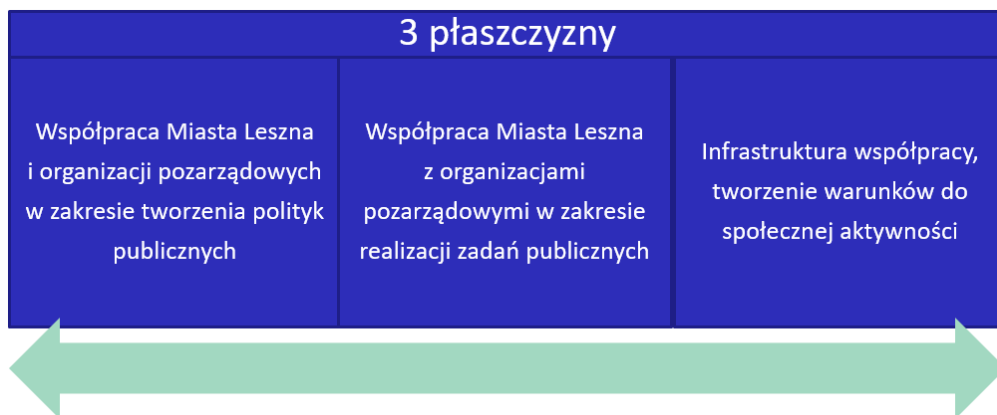 3 płaszczyzny
Współpraca Miasta Leszna
i organizacji pozarządowych
w zakresie tworzenia polityk
publicznych
Współpraca Miasta Leszna
z organizacjami
pozarządowymi w zakresie
realizacji zadań publicznych
Infrastruktura współpracy,
tworzenie warunków do
społecznej aktywności